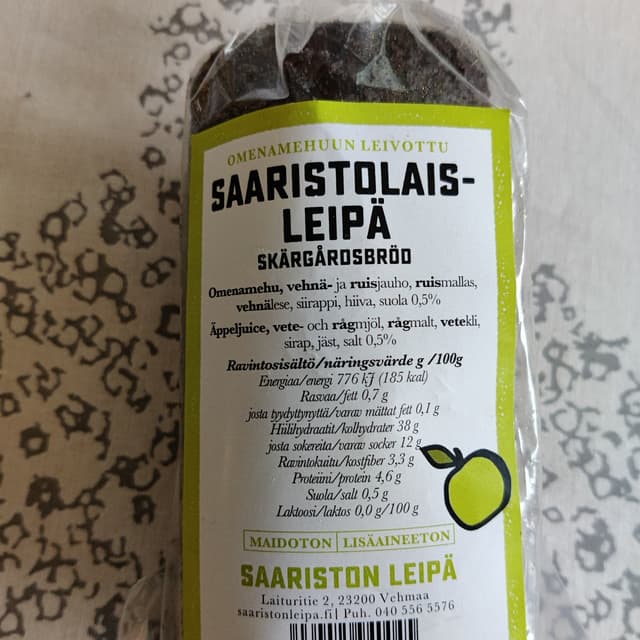 OMENAMEHUUN LEIVOTTU
SAARISTOLAIS-
LEIPÄ
SKÄRGÅRDSBRÖD
Omenamehu, vehnä- ja ruisjauho, ruismallas,
vehnälese, siirappi, hiiva, suola 0,5%
Äppeljuice, vete- och rågmjöl, rågmalt, vetekli,
sirap, jäst, salt 0,5%
Ravintosisältö/näringsvärde g /100g
Energiaa/energi 776 kJ (185 kcal)
Rasvaa/fett 0,7 g
josta tyydyttynyttä/varav mättat fett 0,1 g
Hiilihydraatit/kolhydrater 38 g
josta sokereita/varav socker 12 g
Ravintokuitu/kostfiber 3,3 g
Proteiini/protein 4,6 g
Suola/salt 0,5 g
Laktoosi/laktos 0,0 g/100 g
MAIDOTON | LISÄAINEETON
SAARISTON LEIPÄ
Laituritie 2, 23200 Vehmaa
saaristonleipa.fi | Puh. 040 556 5576